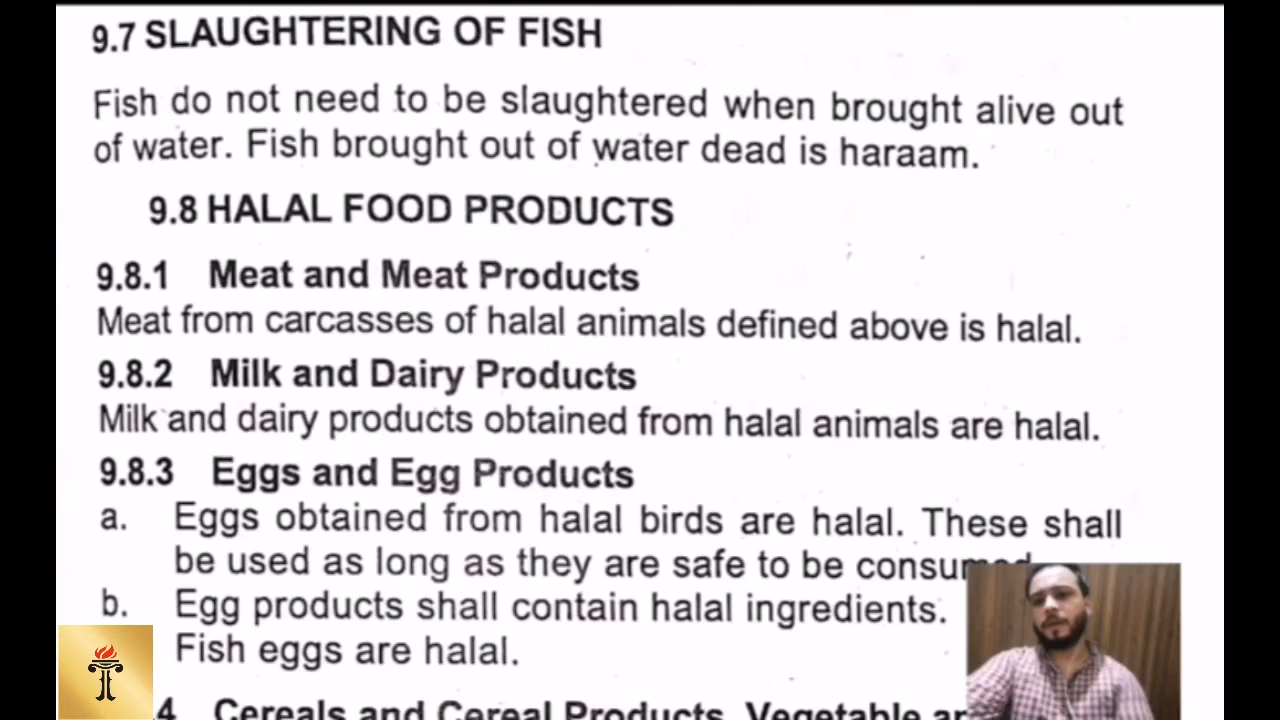 9.7 SLAUGHTERING OF FISH
Fish do not need to be slaughtered when brought alive out
of water. Fish brought out of water dead is haraam.
9.8 HALAL FOOD PRODUCTS
9.8.1 Meat and Meat Products
Meat from carcasses of halal animals defined above is halal.
9.8.2 Milk and Dairy Products
Milk and dairy products obtained from halal animals are halal.
9.8.3 Eggs and Egg Products
a. Eggs obtained from halal birds are halal. These shall
be used as long as they are safe to be consumed
b. Egg products shall contain halal ingredients.
Fish eggs are halal.
4 Cereals and Cereal Products, Vegetable